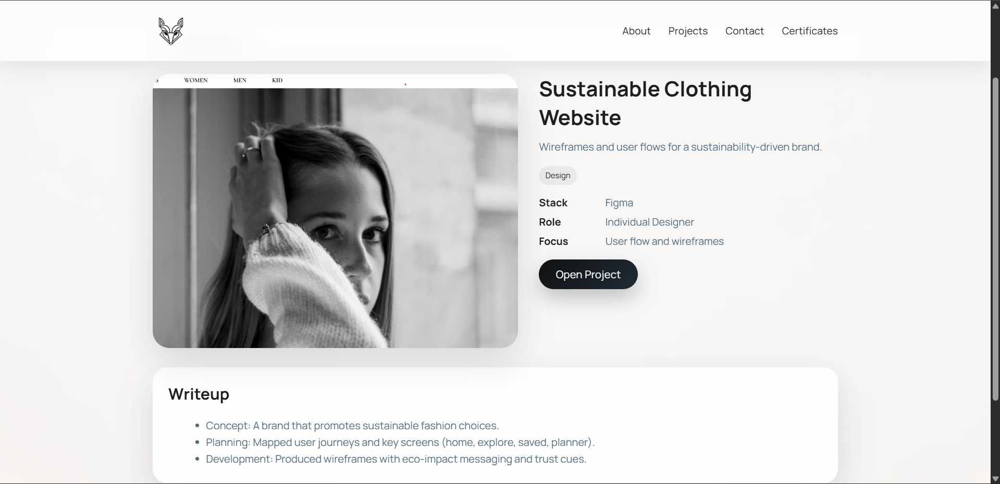 About Projects Contact Certificates
S WOMEN MEN KID
Sustainable Clothing
Website
Wireframes and user flows for a sustainability-driven brand.
Design
Stack Figma
Role Individual Designer
Focus User flow and wireframes
Open Project
Writeup
Concept: A brand that promotes sustainable fashion choices.
Planning: Mapped user journeys and key screens (home, explore, saved, planner).
Development: Produced wireframes with eco-impact messaging and trust cues.